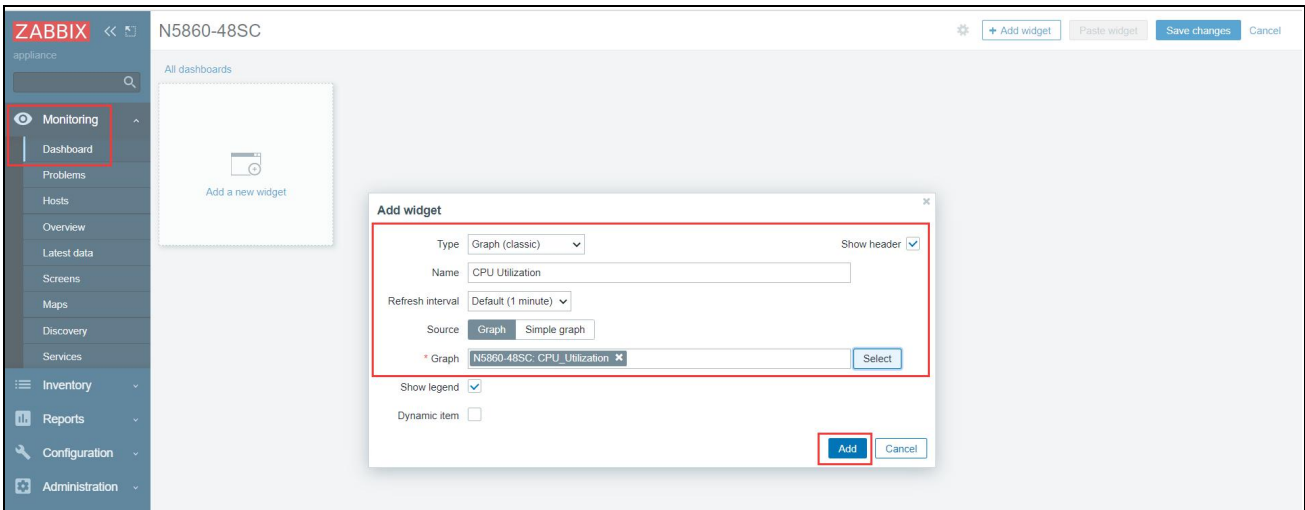 ZABBIX
appliance
Monitoring
Dashboard
Problems
Hosts
Overview
Latest data
Screens
Maps
Discovery
Services
Inventory
Reports
Configuration
Administration
N5860-48SC
+ Add widget
Paste widget
Save changes
Cancel
All dashboards
Add a new widget
Add widget
Type Graph (classic) Show header
Name CPU Utilization
Refresh interval Default (1 minute)
Source Graph Simple graph
* Graph N5860-48SC: CPU_Utilization Select
Show legend
Dynamic item
Add Cancel